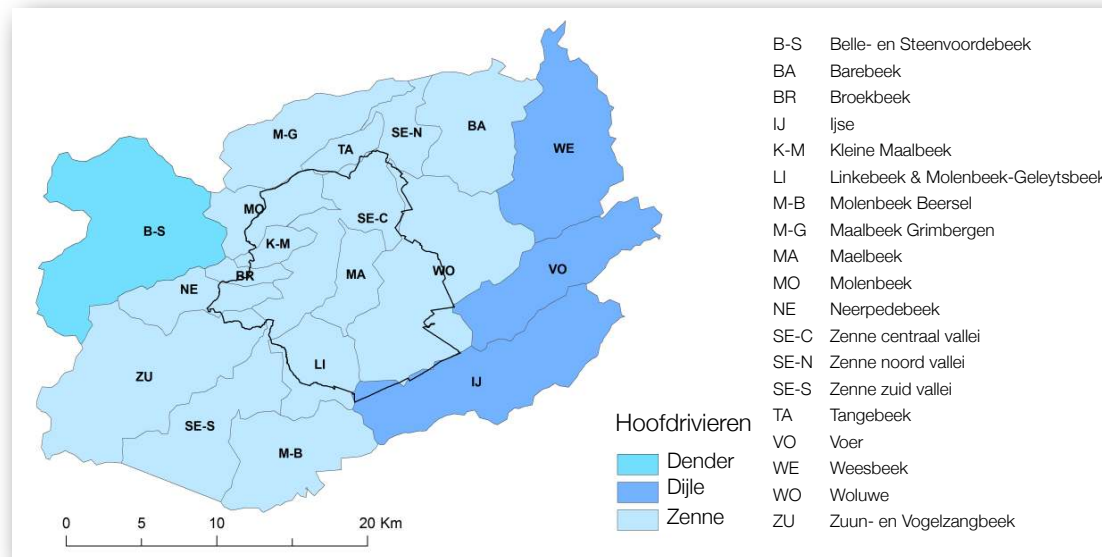 M-G
TA
SE-N
BA
WE
B-S
MO
SE-C
K-M
BR
MA
WO
VO
NE
LI
IJ
ZU
SE-S
M-B
0 5 10 20 Km
Hoofdrivieren
Dender
Dijle
Zenne
B-S Belle- en Steenvoordebeek
BA Barebeek
BR Broekbeek
IJ Ijse
K-M Kleine Maalbeek
LI Linkebeek & Molenbeek-Geleytsbeek
M-B Molenbeek Beersel
M-G Maalbeek Grimbergen
MA Maelbeek
MO Molenbeek
NE Neerpedebeek
SE-C Zenne centraal vallei
SE-N Zenne noord vallei
SE-S Zenne zuid vallei
TA Tangebeek
VO Voer
WE Weesbeek
WO Woluwe
ZU Zuun- en Vogelzangbeek